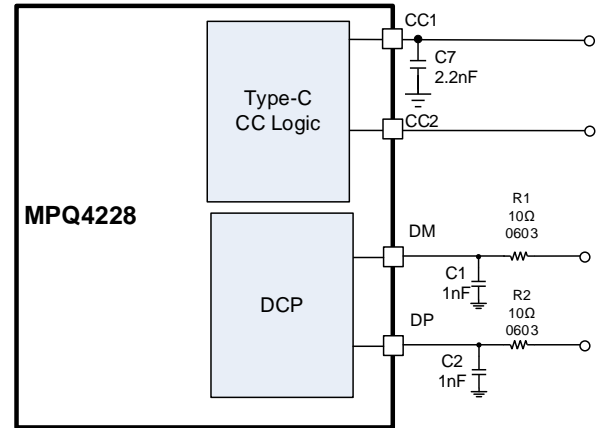 CC1
C7
2.2nF
Type-C
CC Logic
CC2
MPQ4228
DM
R1
10Ω
0603
C1
1nF
DCP
R2
10Ω
0603
DP
C2
1nF